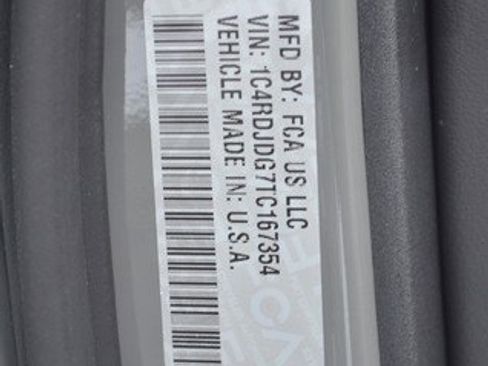 MFD BY: FCA US LLC
VIN: 1C4RDJDG7TC167354
VEHICLE MADE IN: U.S.A.